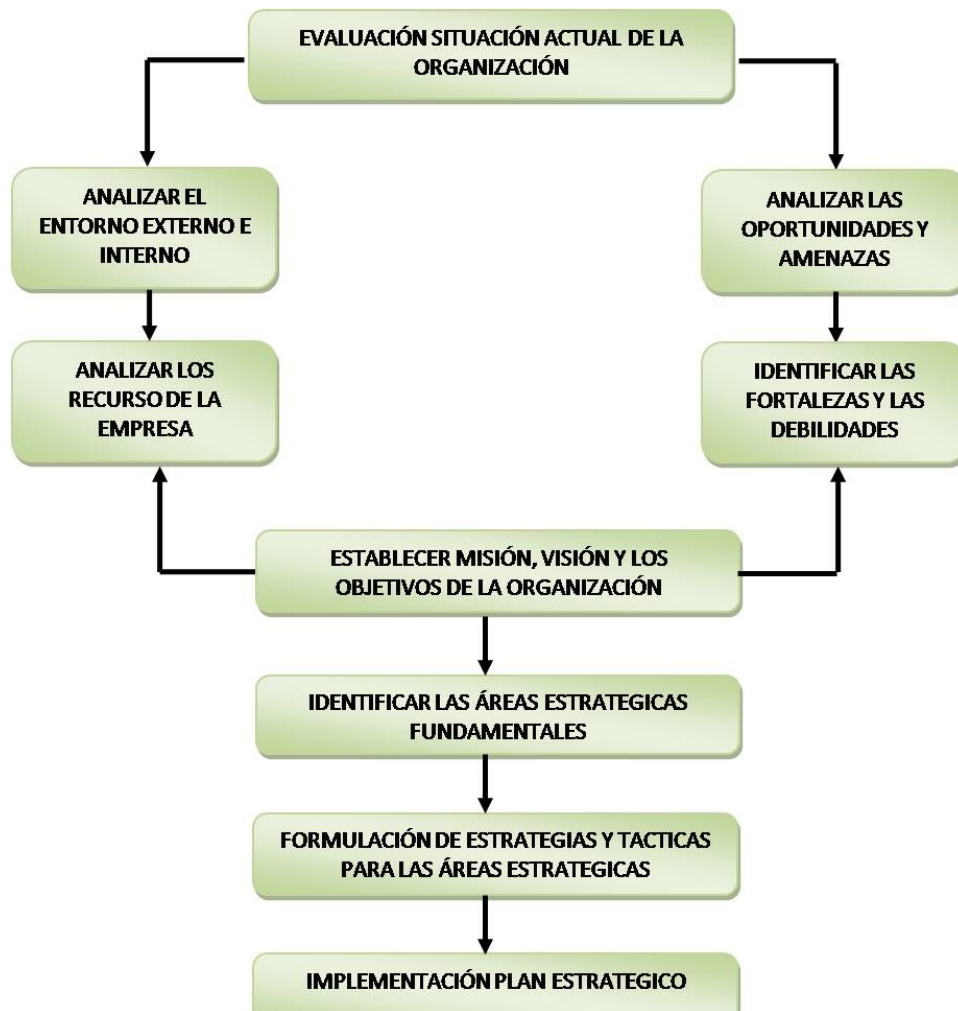 EVALUACIÓN SITUACIÓN ACTUAL DE LA
ORGANIZACIÓN
ANALIZAR EL
ENTORNO EXTERNO E
INTERNO
ANALIZAR LAS
OPORTUNIDADES Y
AMENAZAS
ANALIZAR LOS
RECURSO DE LA
EMPRESA
IDENTIFICAR LAS
FORTALEZAS Y LAS
DEBILIDADES
ESTABLECER MISIÓN, VISIÓN Y LOS
OBJETIVOS DE LA ORGANIZACIÓN
IDENTIFICAR LAS ÁREAS ESTRATEGICAS
FUNDAMENTALES
FORMULACIÓN DE ESTRATEGIAS Y TACTICAS
PARA LAS ÁREAS ESTRATEGICAS
IMPLEMENTACIÓN PLAN ESTRATEGICO